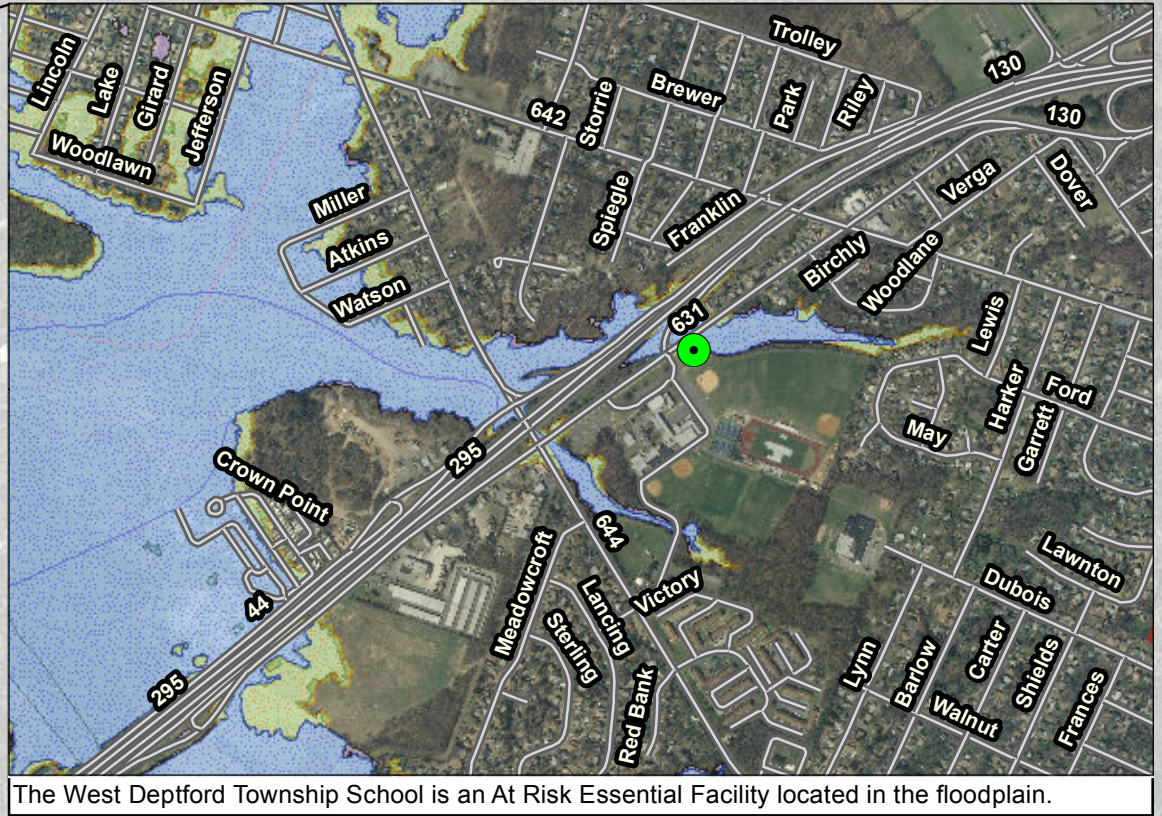 Trolley
130
Lincoln
Lake
Girard
Jefferson
Brewer
Park
Riley
642
Storrie
130
Woodlawn
Miller
Spiegle
Franklin
Verga
Dover
Atkins
Birchly
Woodlane
Watson
631
Lewis
Harker
Ford
May
Garrett
295
Crown Point
644
Meadowcroft
Lawnton
Victory
Dubois
44
Lancing
Sterling
Lynn
Barlow
Carter
Shields
295
Red Bank
Walnut
Frances
The West Deptford Township School is an At Risk Essential Facility located in the floodplain.